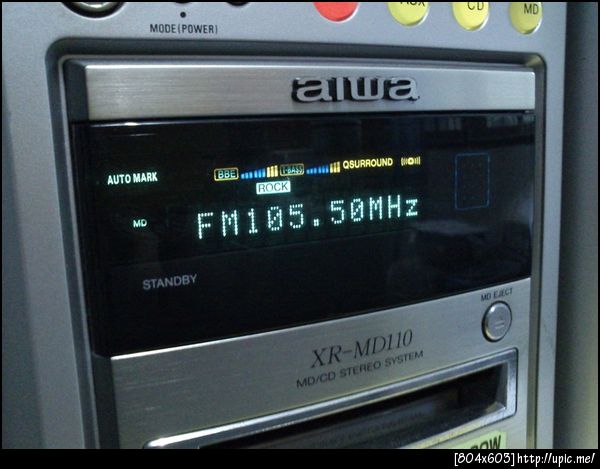 MODE(POWER)
AUX
CD
MD
aiwa
AUTO MARK
BBE
T-BASS
QSURROUND
ROCK
MD
FM105.50MHz
STANDBY
MD EJECT
XR-MD110
MD/CD STEREO SYSTEM
[804x603]http://upic.me/